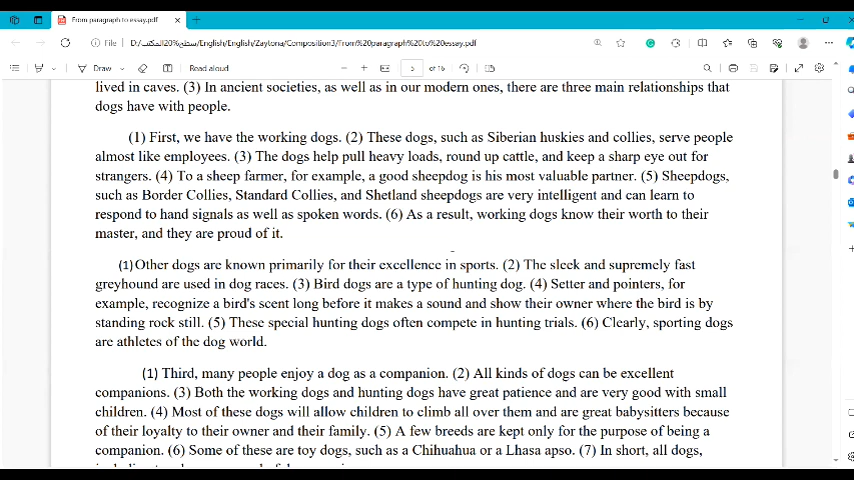 From paragraph to essay.pdf
File D:/سطح%20المكتب/English/English/Zaytona/Composition3/From%20paragraph%20to%20essay.pdf
Draw Read aloud
lived in caves. (3) In ancient societies, as well as in our modern ones, there are three main relationships that
dogs have with people.
(1) First, we have the working dogs. (2) These dogs, such as Siberian huskies and collies, serve people
almost like employees. (3) The dogs help pull heavy loads, round up cattle, and keep a sharp eye out for
strangers. (4) To a sheep farmer, for example, a good sheepdog is his most valuable partner. (5) Sheepdogs,
such as Border Collies, Standard Collies, and Shetland sheepdogs are very intelligent and can learn to
respond to hand signals as well as spoken words. (6) As a result, working dogs know their worth to their
master, and they are proud of it.
(1)Other dogs are known primarily for their excellence in sports. (2) The sleek and supremely fast
greyhound are used in dog races. (3) Bird dogs are a type of hunting dog. (4) Setter and pointers, for
example, recognize a bird's scent long before it makes a sound and show their owner where the bird is by
standing rock still. (5) These special hunting dogs often compete in hunting trials. (6) Clearly, sporting dogs
are athletes of the dog world.
(1) Third, many people enjoy a dog as a companion. (2) All kinds of dogs can be excellent
companions. (3) Both the working dogs and hunting dogs have great patience and are very good with small
children. (4) Most of these dogs will allow children to climb all over them and are great babysitters because
of their loyalty to their owner and their family. (5) A few breeds are kept only for the purpose of being a
companion. (6) Some of these are toy dogs, such as a Chihuahua or a Lhasa apso. (7) In short, all dogs,